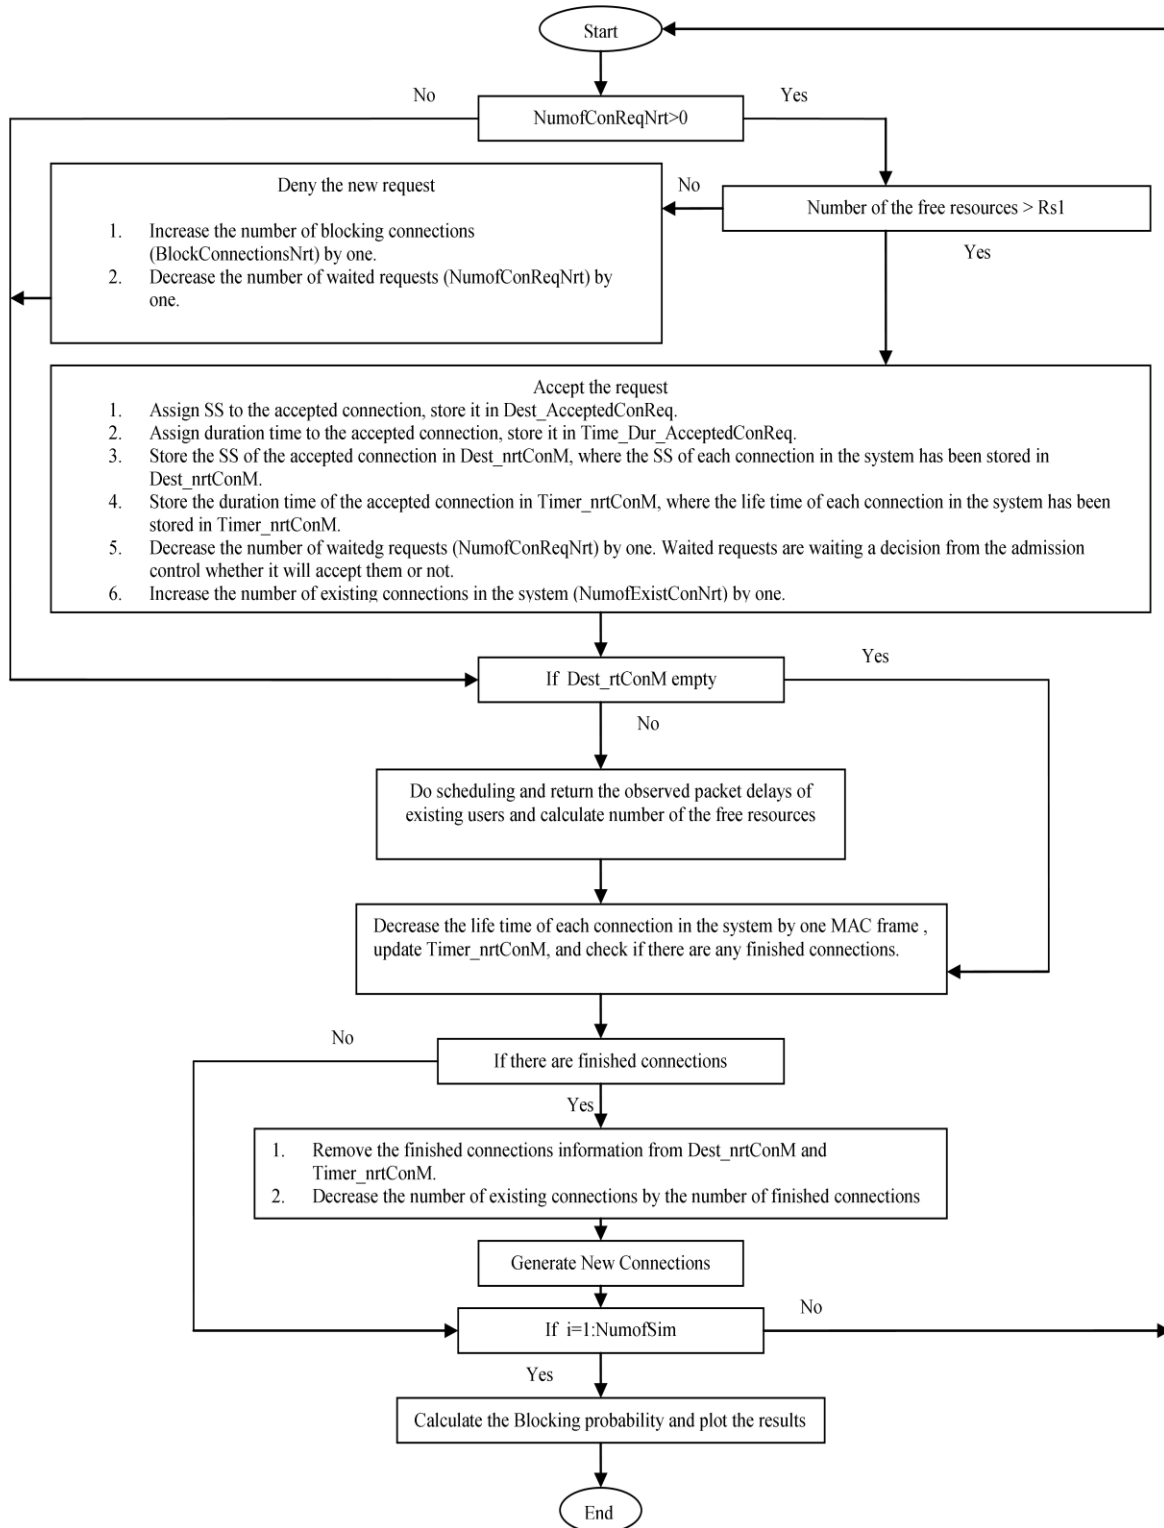 Start
No
Yes
NumofConReqNrt>0
Deny the new request
1. Increase the number of blocking connections
(BlockConnectionsNrt) by one.
2. Decrease the number of waited requests (NumofConReqNrt) by
one.
No
Number of the free resources > Rs1
Yes
Accept the request
1. Assign SS to the accepted connection, store it in Dest_AcceptedConReq.
2. Assign duration time to the accepted connection, store it in Time_Dur_AcceptedConReq.
3. Store the SS of the accepted connection in Dest_nrtConM, where the SS of each connection in the system has been stored in
Dest_nrtConM.
4. Store the duration time of the accepted connection in Timer_nrtConM, where the life time of each connection in the system has been
stored in Timer_nrtConM.
5. Decrease the number of waitedg requests (NumofConReqNrt) by one. Waited requests are waiting a decision from the admission
control whether it will accept them or not.
6. Increase the number of existing connections in the system (NumofExistConNrt) by one.
If Dest_rtConM empty
Yes
No
Do scheduling and return the observed packet delays of
existing users and calculate number of the free resources
Decrease the life time of each connection in the system by one MAC frame ,
update Timer_nrtConM, and check if there are any finished connections.
No
If there are finished connections
Yes
1. Remove the finished connections information from Dest_nrtConM and
Timer_nrtConM.
2. Decrease the number of existing connections by the number of finished connections
Generate New Connections
If i=1:NumofSim
No
Yes
Calculate the Blocking probability and plot the results
End